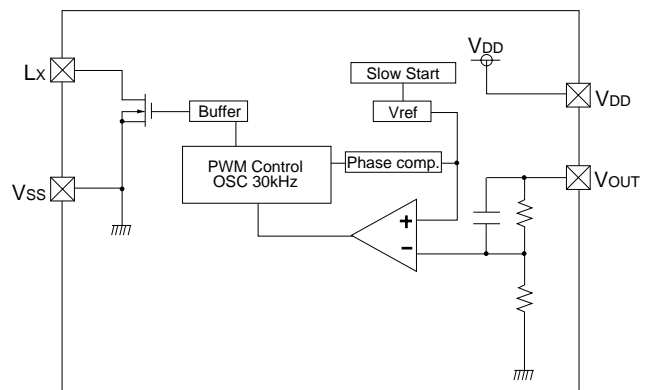 LX
VSS
Buffer
PWM Control
OSC 30kHz
Slow Start
Vref
Phase comp.
+
−
VDD
VDD
VOUT